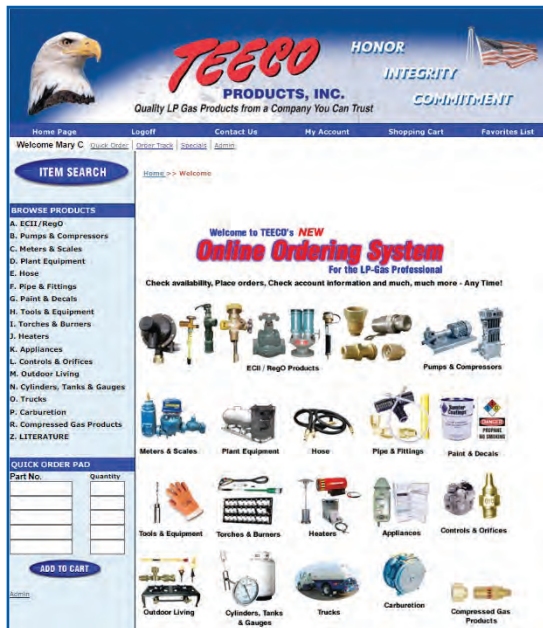 TEECO
PRODUCTS, INC.
Quality LP Gas Products from a Company You Can Trust
HONOR
INTEGRITY
COMMITMENT
Home Page Logoff Contact Us My Account Shopping Cart Favorites List
Welcome Mary C Quick Order Order Track Specials Admin
ITEM SEARCH
Home >> Welcome
BROWSE PRODUCTS
A. ECII/RegO
B. Pumps & Compressors
C. Meters & Scales
D. Plant Equipment
E. Hose
F. Pipe & Fittings
G. Paint & Decals
H. Tools & Equipment
I. Torches & Burners
J. Heaters
K. Appliances
L. Controls & Orifices
M. Outdoor Living
N. Cylinders, Tanks & Gauges
O. Trucks
P. Carburetion
R. Compressed Gas Products
Z. LITERATURE
QUICK ORDER PAD
Part No. Quantity
ADD TO CART
Admin
Welcome to TEECO's NEW
Online Ordering System
For the LP-Gas Professional
Check availability, Place orders, Check account information and much, much more - Any Time!
ECII / RegO Products
Pumps & Compressors
Meters & Scales
Plant Equipment
Hose
Pipe & Fittings
Paint & Decals
PROPANE
NO SMOKING
Tools & Equipment
Torches & Burners
Heaters
Appliances
Controls & Orifices
Outdoor Living
Cylinders, Tanks
& Gauges
Trucks
Carburetion
Compressed Gas
Products